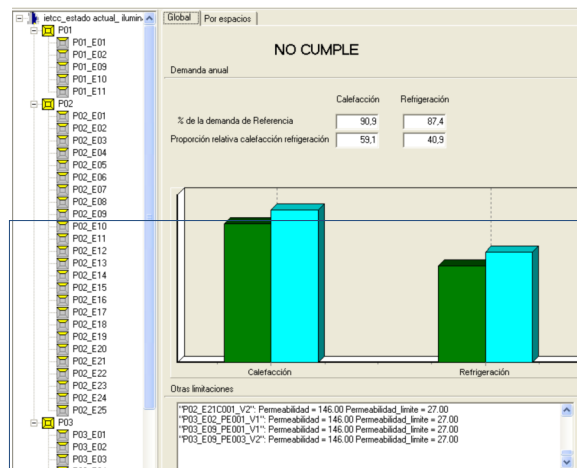 ietcc_estado actual_ ilumin
P01
P01_E01
P01_E02
P01_E09
P01_E10
P01_E11
P02
P02_E01
P02_E02
P02_E03
P02_E04
P02_E05
P02_E06
P02_E07
P02_E08
P02_E09
P02_E10
P02_E11
P02_E12
P02_E13
P02_E14
P02_E15
P02_E16
P02_E17
P02_E18
P02_E19
P02_E20
P02_E21
P02_E22
P02_E23
P02_E24
P02_E25
P03
P03_E01
P03_E02
P03_E03
Global Por espacios
NO CUMPLE
Demanda anual
Calefacción Refrigeración
% de la demanda de Referencia 90,9 87,4
Proporción relativa calefacción refrigeración 59,1 40,9
Calefacción Refrigeración
Otras limitaciones
"P02_E21C001_V2": Permeabilidad = 146.00 Permeabilidad_limite = 27.00
"P03_E02_PE001_V1": Permeabilidad = 146.00 Permeabilidad_limite = 27.00
"P03_E09_PE001_V1": Permeabilidad = 146.00 Permeabilidad_limite = 27.00
"P03_E09_PE003_V2": Permeabilidad = 146.00 Permeabilidad_limite = 27.00